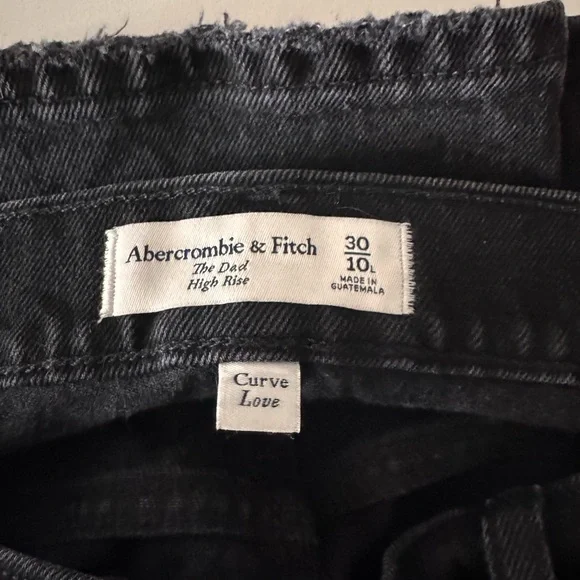 Abercrombie & Fitch
The Dad
High Rise
30
10L
MADE IN
GUATEMALA
Curve
Love